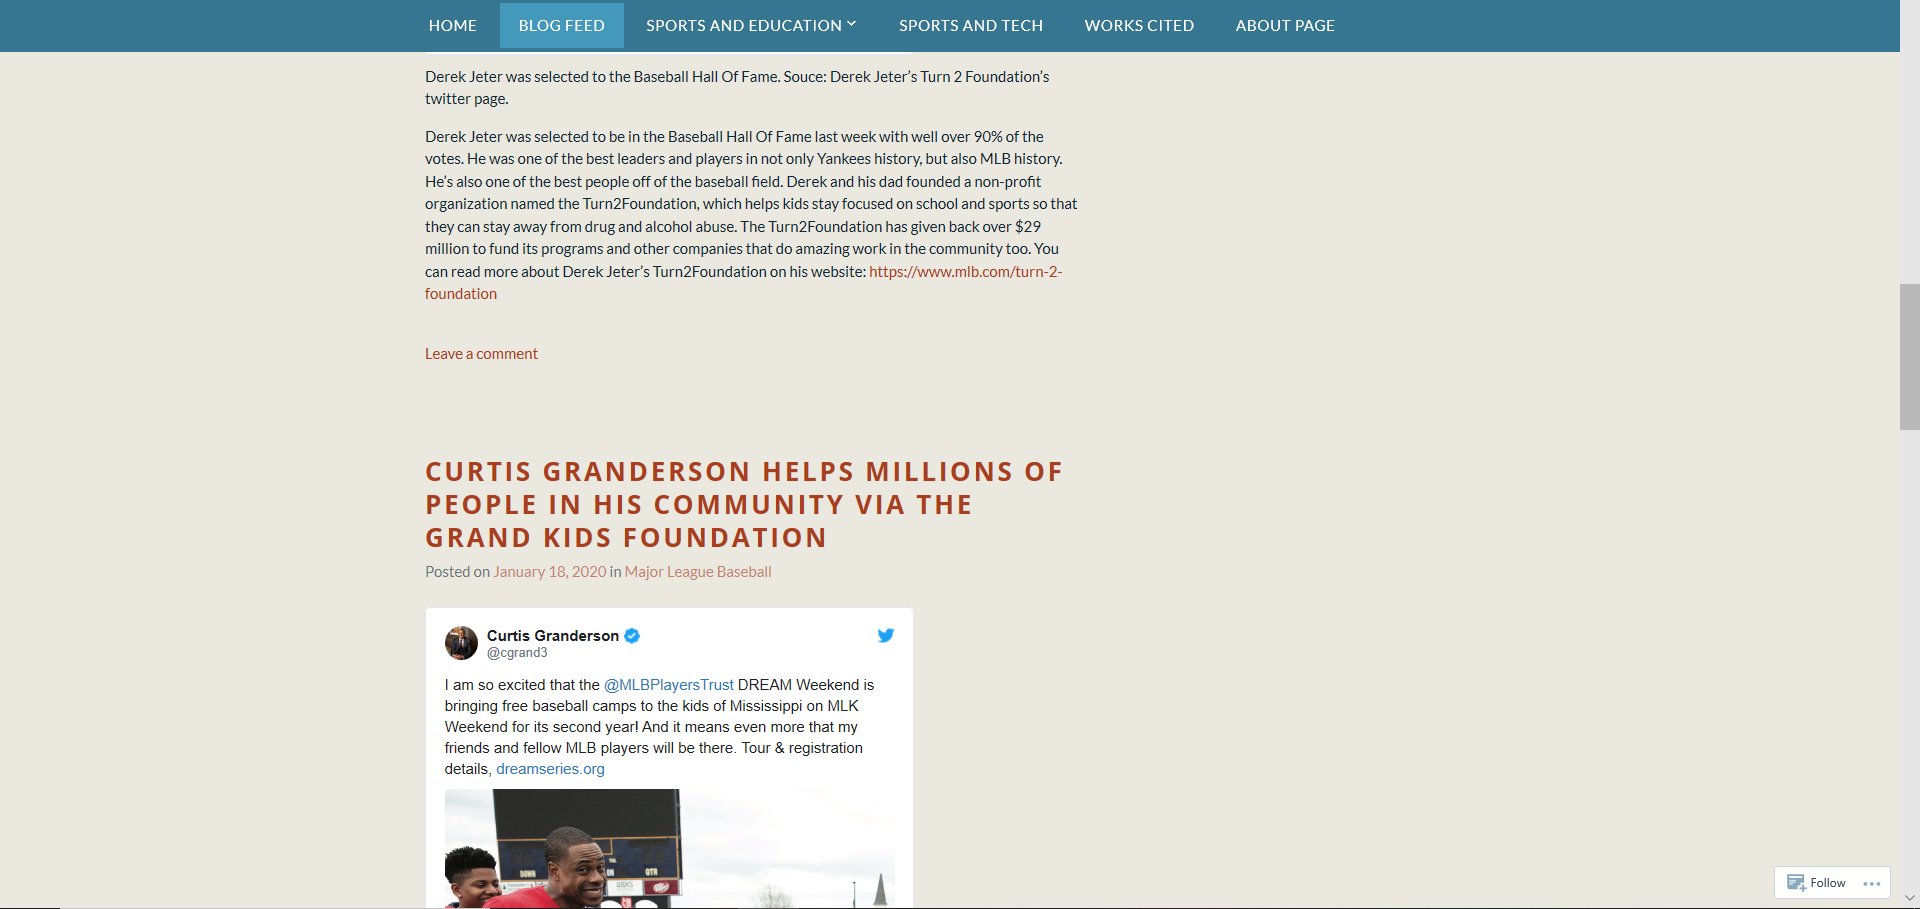 HOME BLOG FEED SPORTS AND EDUCATION SPORTS AND TECH WORKS CITED ABOUT PAGE
Derek Jeter was selected to the Baseball Hall Of Fame. Souce: Derek Jeter’s Turn 2 Foundation’s
twitter page.
Derek Jeter was selected to be in the Baseball Hall Of Fame last week with well over 90% of the
votes. He was one of the best leaders and players in not only Yankees history, but also MLB history.
He’s also one of the best people off of the baseball field. Derek and his dad founded a non-profit
organization named the Turn2Foundation, which helps kids stay focused on school and sports so that
they can stay away from drug and alcohol abuse. The Turn2Foundation has given back over $29
million to fund its programs and other companies that do amazing work in the community too. You
can read more about Derek Jeter’s Turn2Foundation on his website: https://www.mlb.com/turn-2-
foundation
Leave a comment
CURTIS GRANDERSON HELPS MILLIONS OF
PEOPLE IN HIS COMMUNITY VIA THE
GRAND KIDS FOUNDATION
Posted on January 18, 2020 in Major League Baseball
Curtis Granderson
@cgrand3
I am so excited that the @MLBPlayersTrust DREAM Weekend is
bringing free baseball camps to the kids of Mississippi on MLK
Weekend for its second year! And it means even more that my
friends and fellow MLB players will be there. Tour & registration
details, dreamseries.org
DOWN ON QTR
Follow